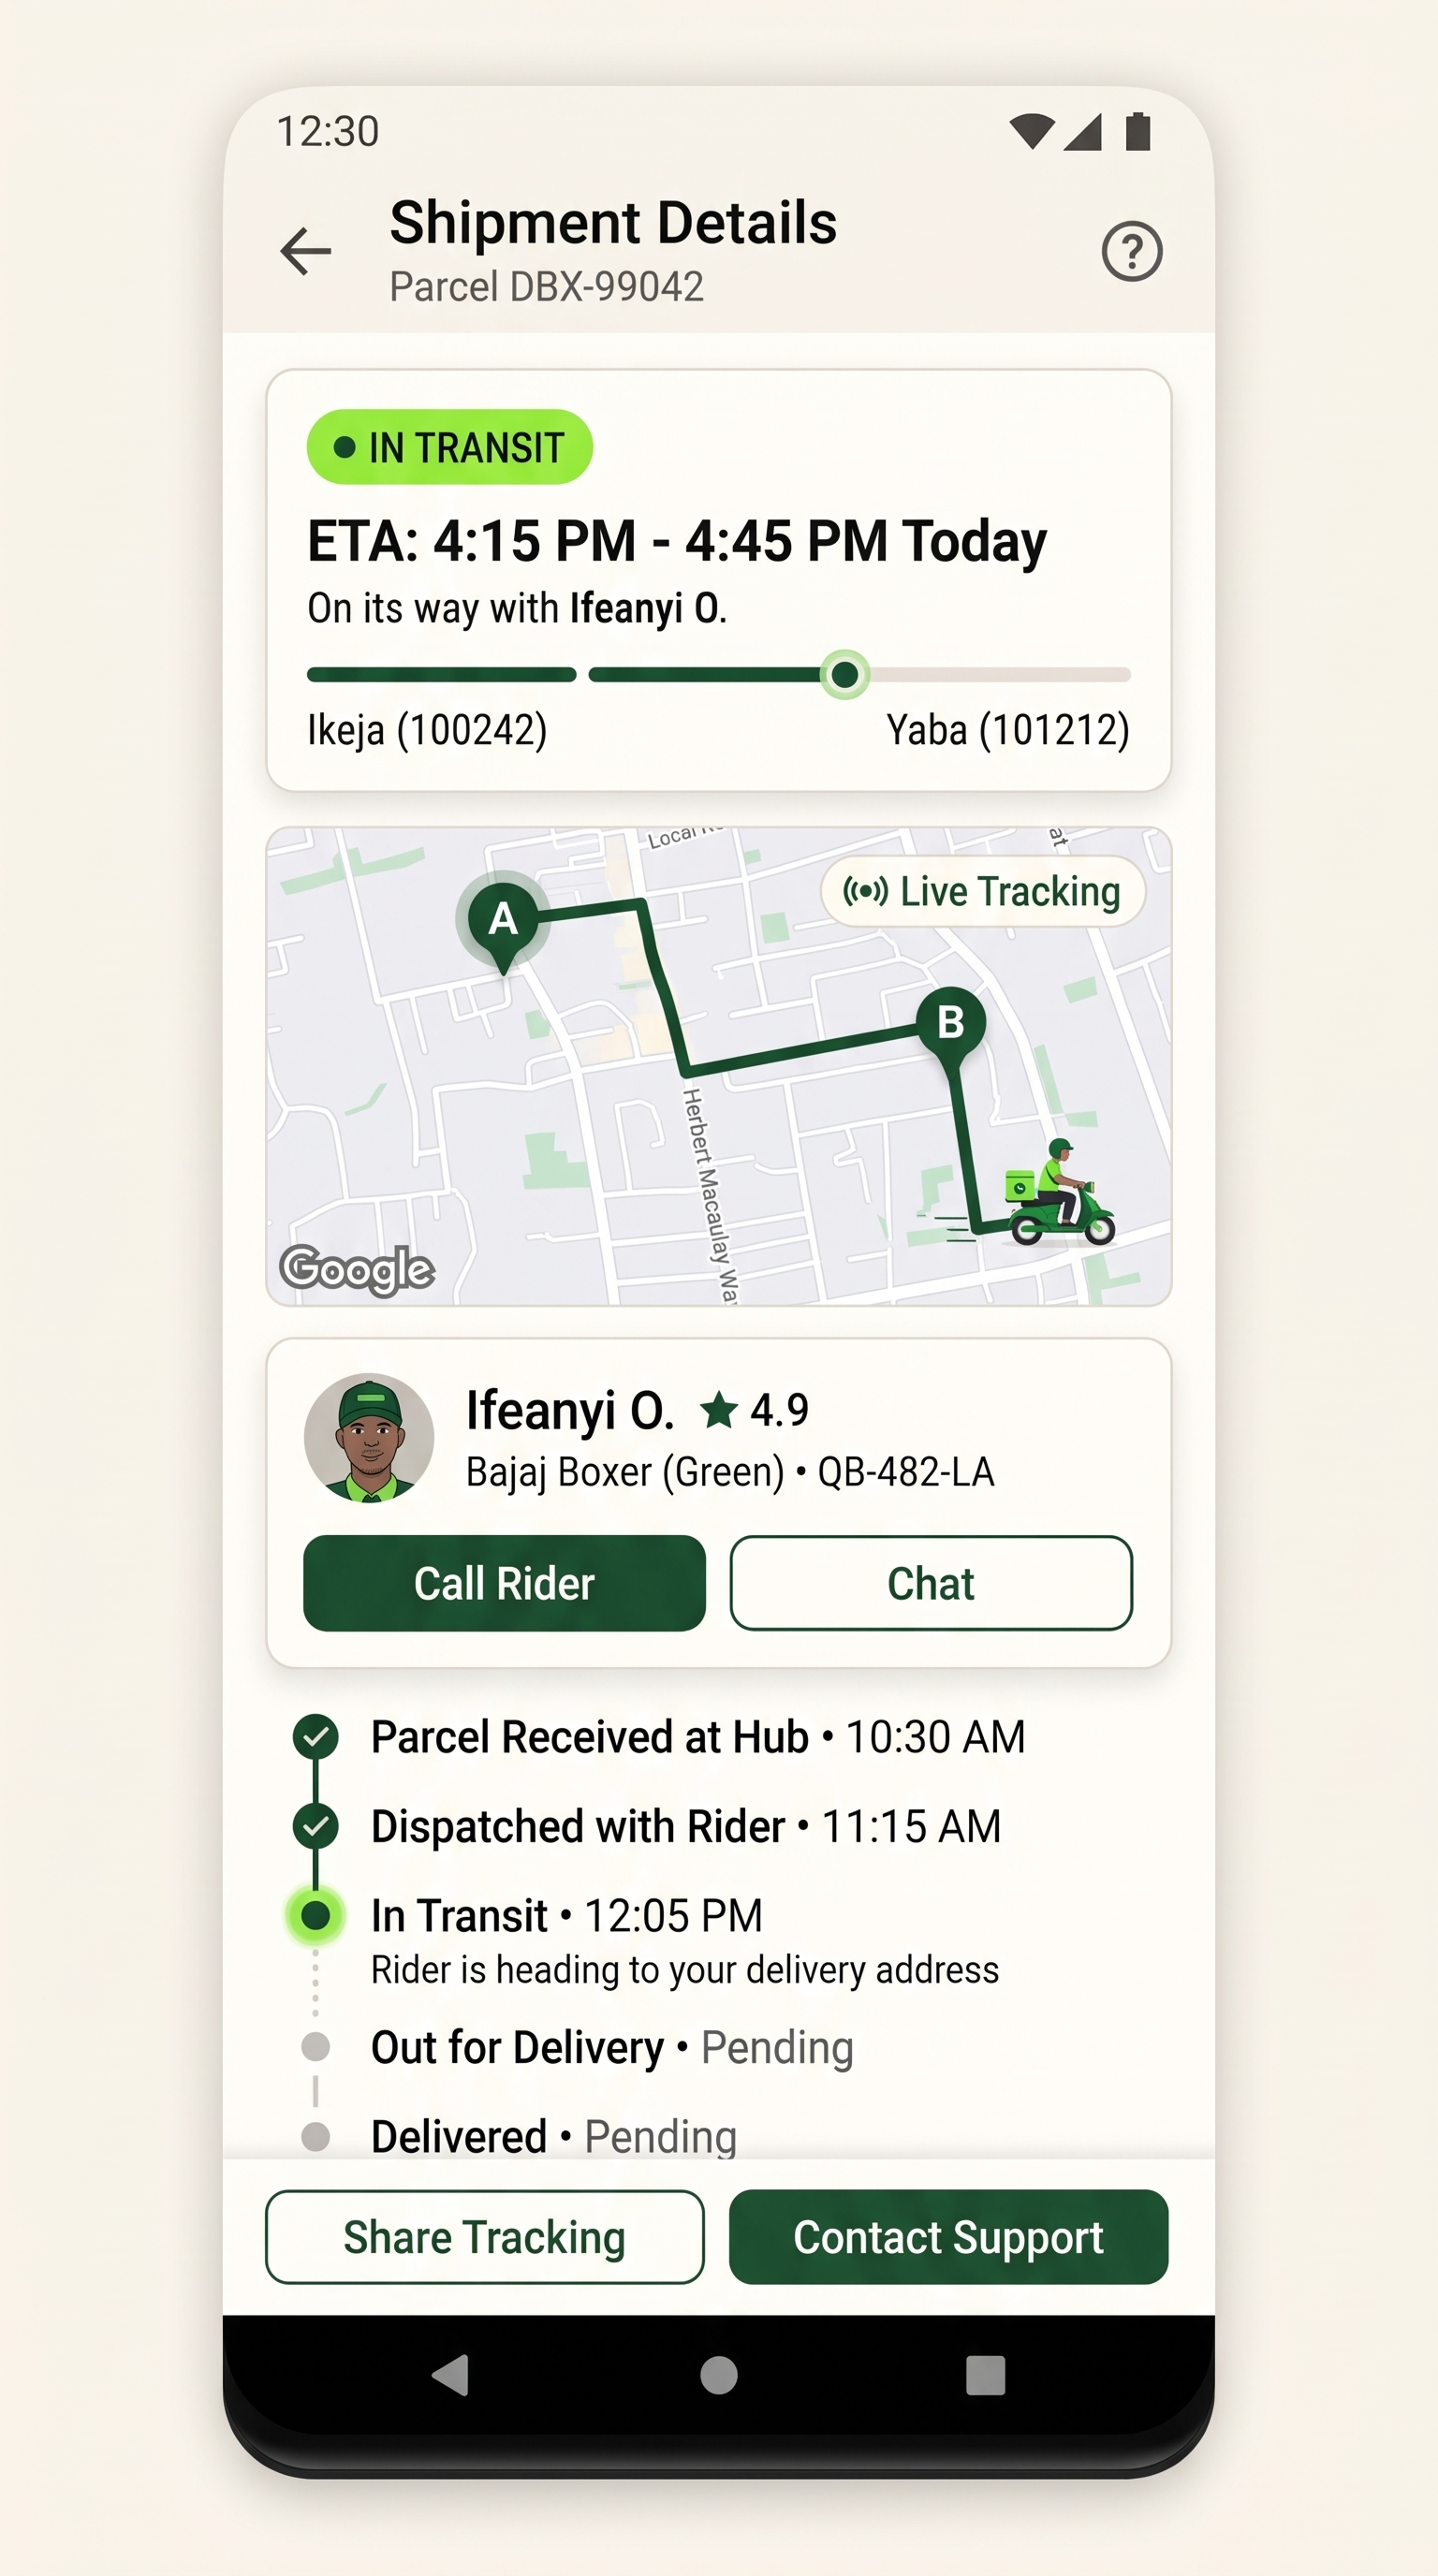 12:30
Shipment Details
Parcel DBX-99042
?
IN TRANSIT
ETA: 4:15 PM - 4:45 PM Today
On its way with Ifeanyi O.
Ikeja (100242)
Yaba (101212)
Local
at
Live Tracking
A
B
Herbert Macaulay
Google
Ifeanyi O. ★ 4.9
Bajaj Boxer (Green) • QB-482-LA
Call Rider
Chat
Parcel Received at Hub • 10:30 AM
Dispatched with Rider • 11:15 AM
In Transit • 12:05 PM
Rider is heading to your delivery address
Out for Delivery • Pending
Delivered • Pending
Share Tracking
Contact Support